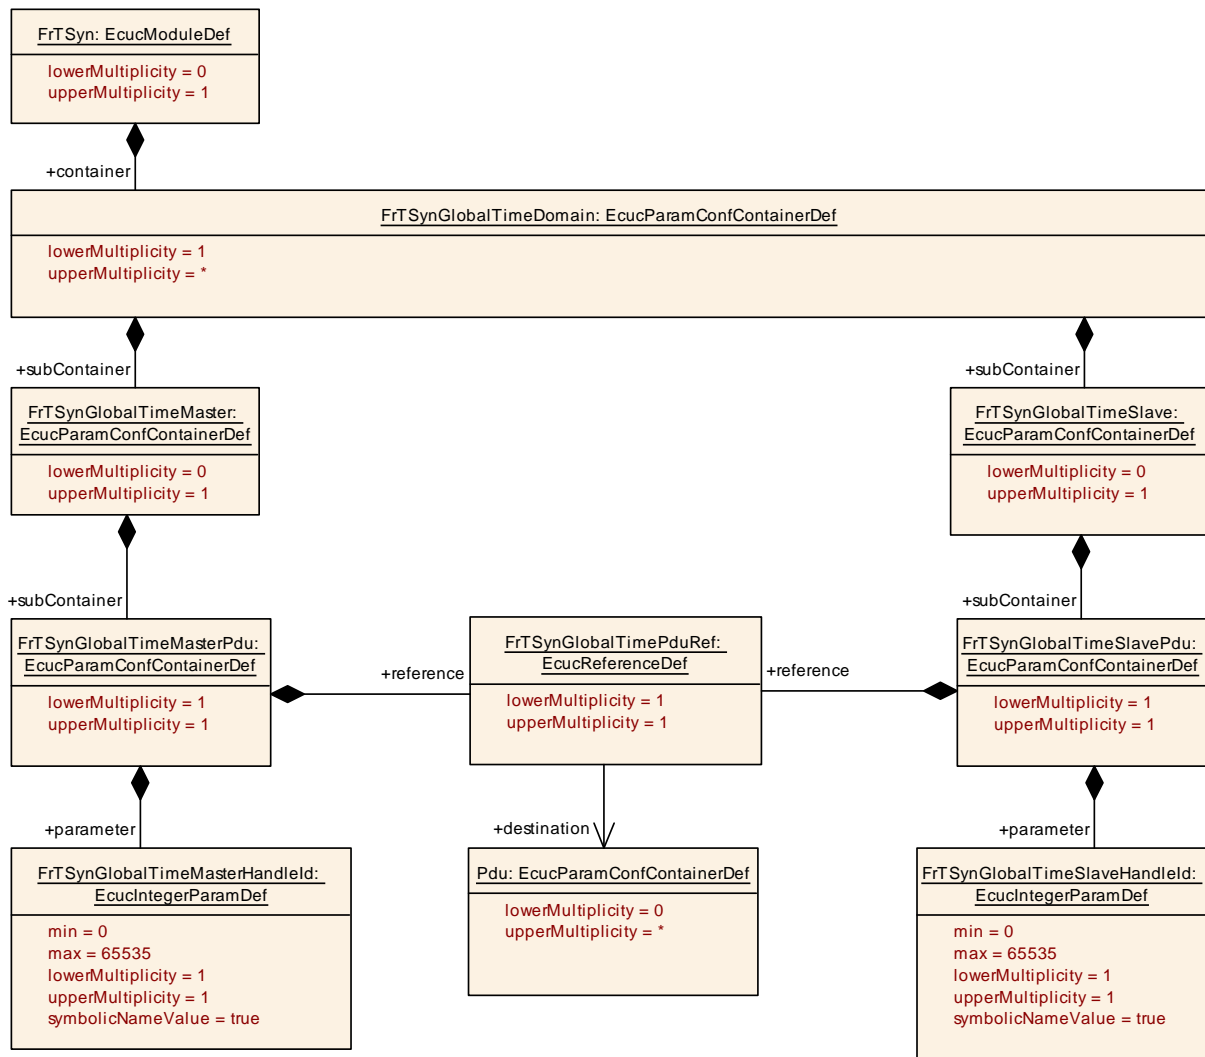 FrTSyn: EcucModuleDef
lowerMultiplicity = 0
upperMultiplicity = 1
+container
FrTSynGlobalTimeDomain: EcucParamConfContainerDef
lowerMultiplicity = 1
upperMultiplicity = *
+subContainer
+subContainer
FrTSynGlobalTimeMaster:
EcucParamConfContainerDef
lowerMultiplicity = 0
upperMultiplicity = 1
FrTSynGlobalTimeSlave:
EcucParamConfContainerDef
lowerMultiplicity = 0
upperMultiplicity = 1
+subContainer
+subContainer
FrTSynGlobalTimeMasterPdu:
EcucParamConfContainerDef
lowerMultiplicity = 1
upperMultiplicity = 1
+reference
FrTSynGlobalTimePduRef:
EcucReferenceDef
lowerMultiplicity = 1
upperMultiplicity = 1
+reference
FrTSynGlobalTimeSlavePdu:
EcucParamConfContainerDef
lowerMultiplicity = 1
upperMultiplicity = 1
+parameter
+destination
+parameter
FrTSynGlobalTimeMasterHandleId:
EcucIntegerParamDef
min = 0
max = 65535
lowerMultiplicity = 1
upperMultiplicity = 1
symbolicNameValue = true
Pdu: EcucParamConfContainerDef
lowerMultiplicity = 0
upperMultiplicity = *
FrTSynGlobalTimeSlaveHandleId:
EcucIntegerParamDef
min = 0
max = 65535
lowerMultiplicity = 1
upperMultiplicity = 1
symbolicNameValue = true